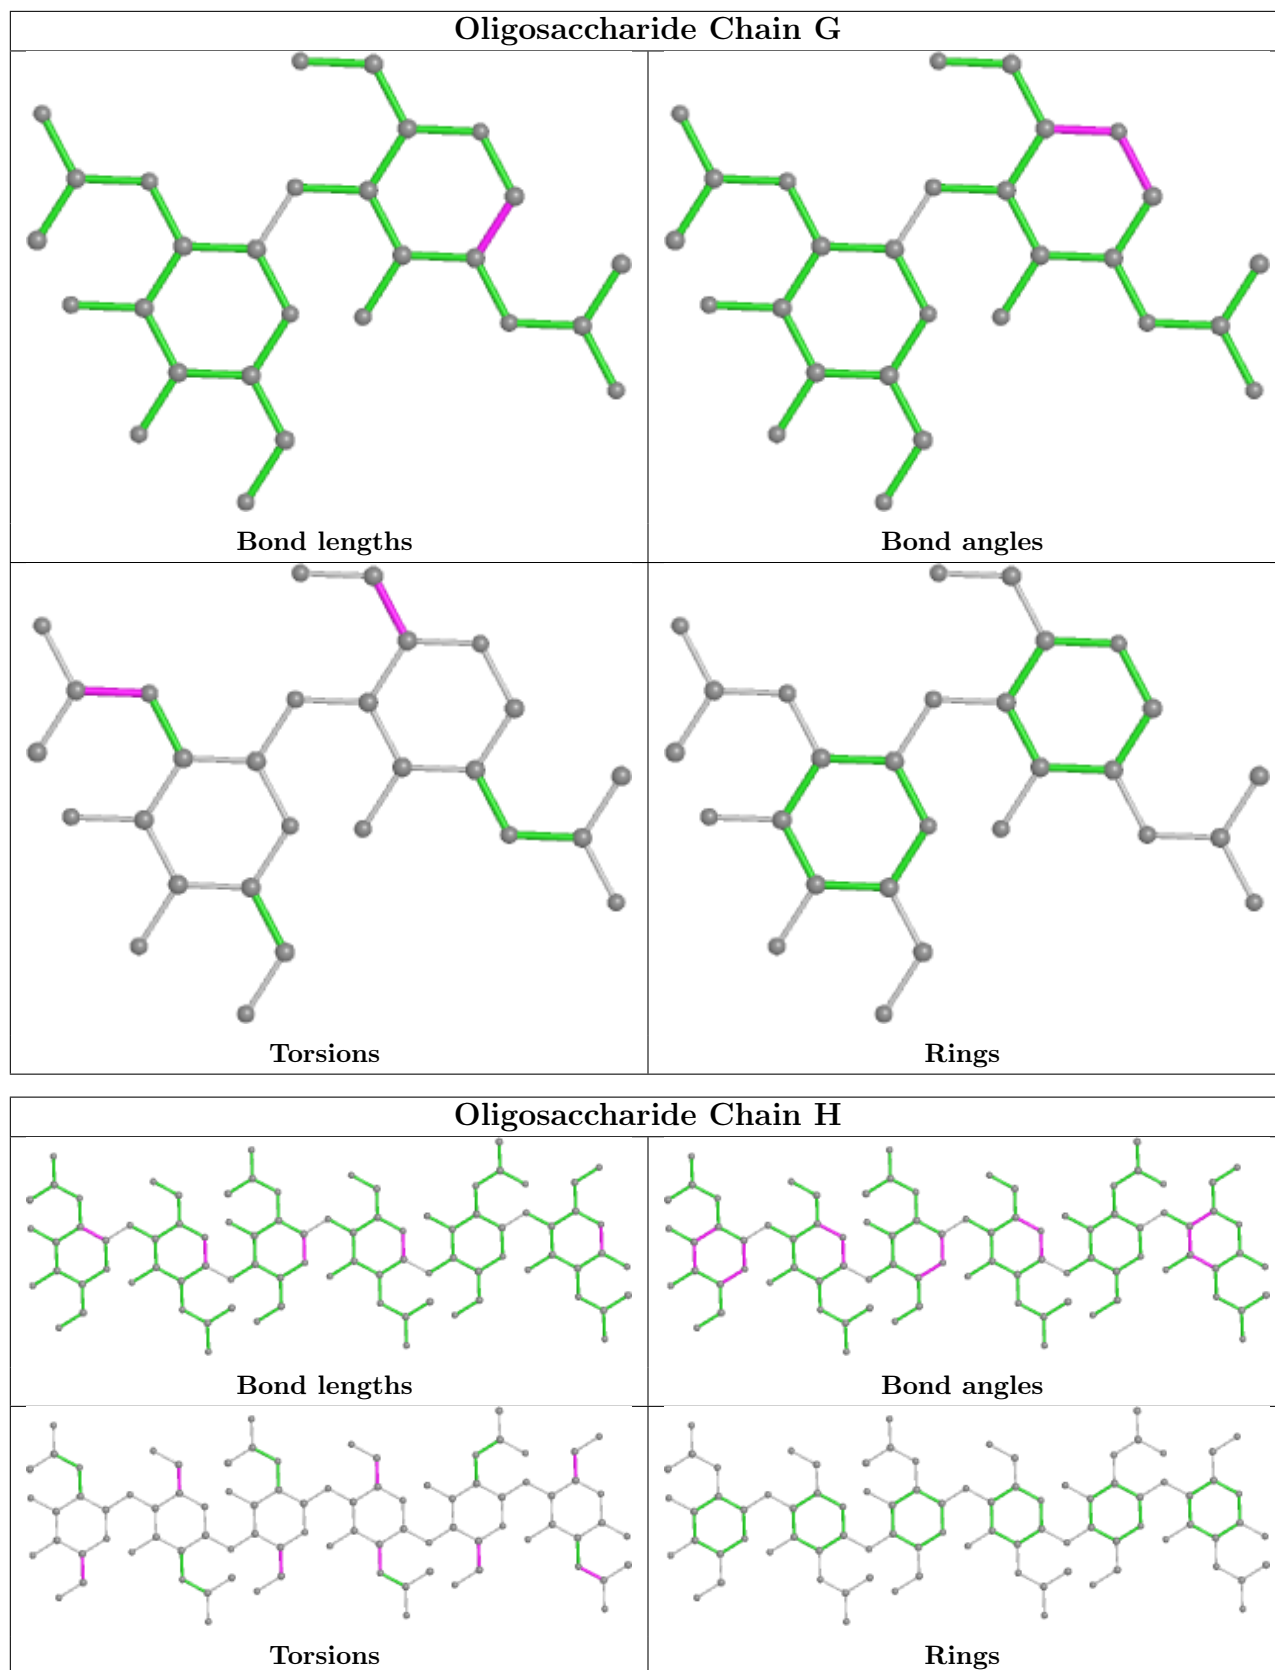 Oligosaccharide Chain G
Bond lengths
Bond angles
Torsions
Rings
Oligosaccharide Chain H
Bond lengths
Bond angles
Torsions
Rings